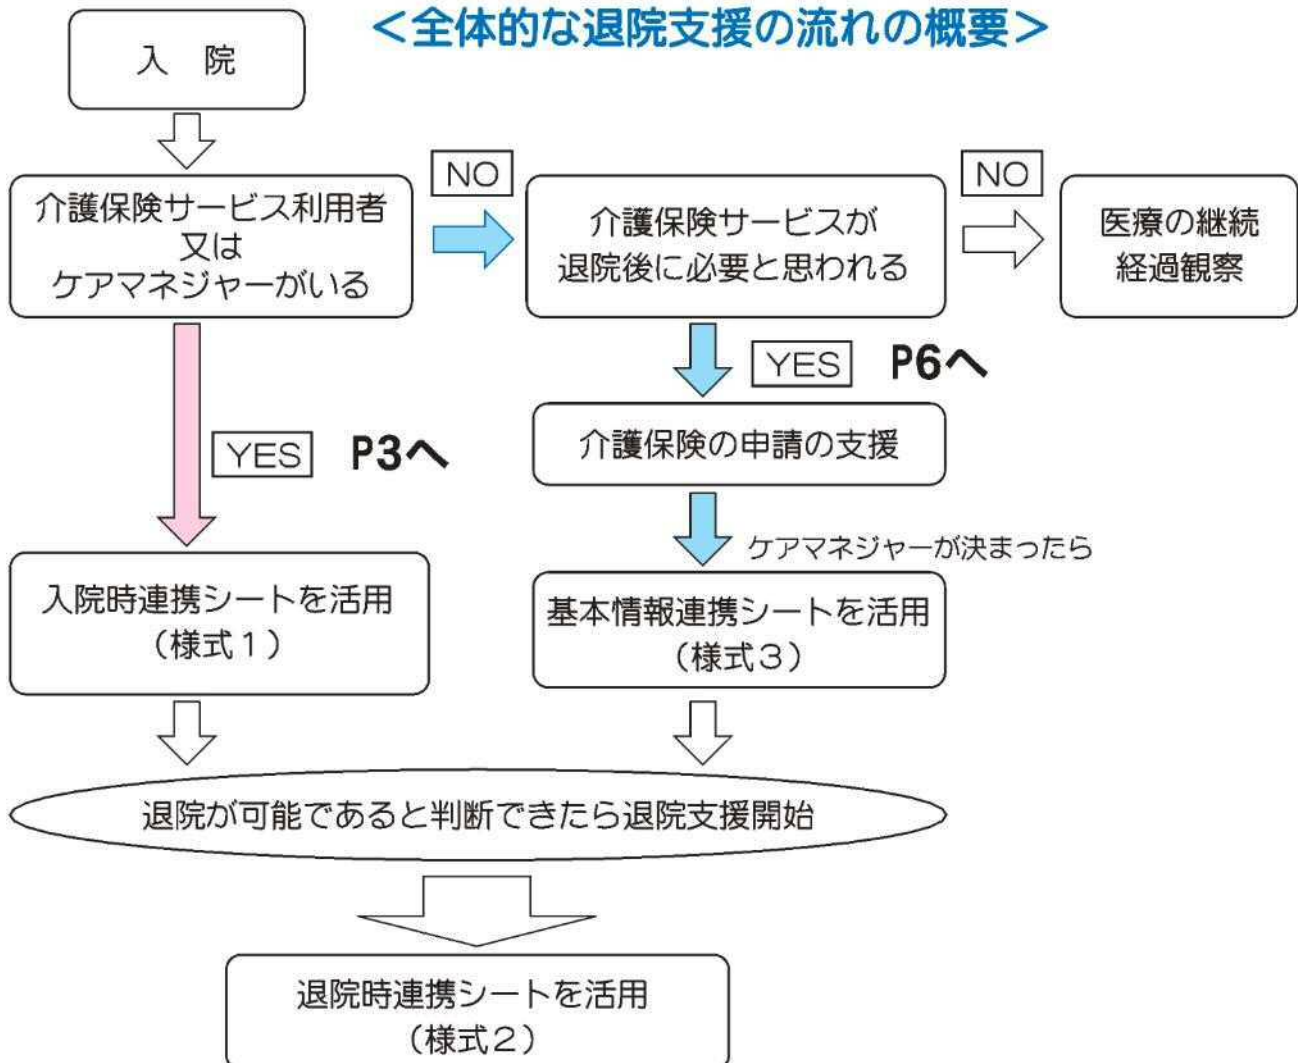 ＜全体的な退院支援の流れの概要＞
入　院
介護保険サービス利用者
又は
ケアマネジャーがいる
NO
介護保険サービスが
退院後に必要と思われる
NO
医療の継続
経過観察
YES
P6へ
介護保険の申請の支援
YES
P3へ
ケアマネジャーが決まったら
入院時連携シートを活用
（様式１）
基本情報連携シートを活用
（様式３）
退院が可能であると判断できたら退院支援開始
退院時連携シートを活用
（様式２）